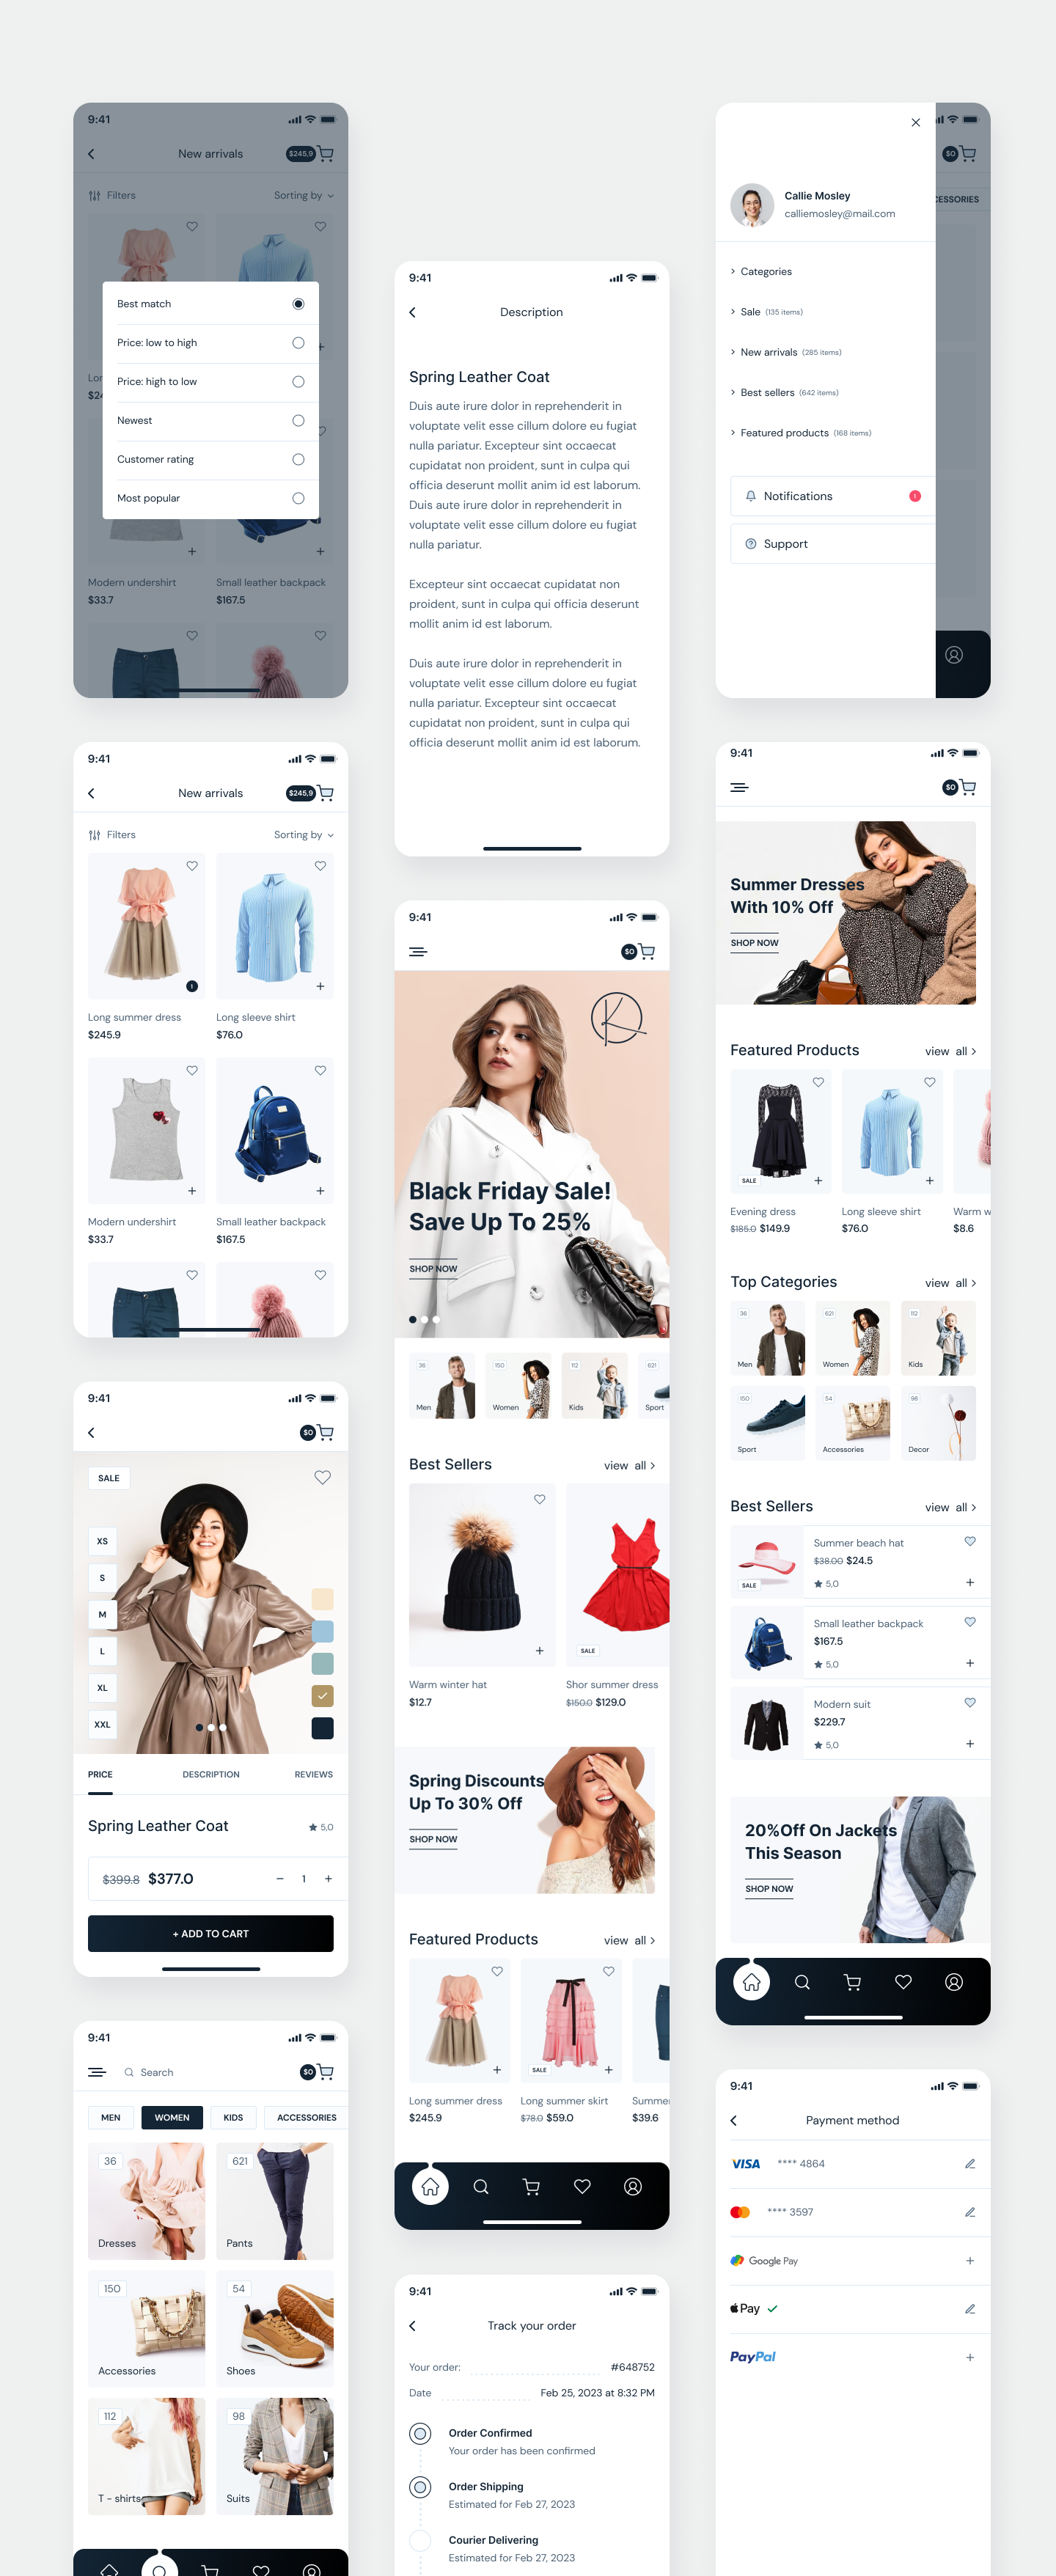 9:41
New arrivals
$245,9
Filters
Sorting by
Best match
Price: low to high
Price: high to low
Newest
Customer rating
Most popular
Modern undershirt
$33.7
Small leather backpack
$167.5
9:41
New arrivals
$245,9
Filters
Sorting by
Long summer dress
$245.9
Long sleeve shirt
$76.0
Modern undershirt
$33.7
Small leather backpack
$167.5
9:41
$0
SALE
XS
S
M
L
XL
XXL
PRICE
DESCRIPTION
REVIEWS
Spring Leather Coat
5,0
$399.8 $377.0
1
+ ADD TO CART
9:41
Search
$0
MEN
WOMEN
KIDS
ACCESSORIES
36
Dresses
621
Pants
150
Accessories
54
Shoes
112
T - shirts
98
Suits
9:41
Description
Spring Leather Coat
Duis aute irure dolor in reprehenderit in
voluptate velit esse cillum dolore eu fugiat
nulla pariatur. Excepteur sint occaecat
cupidatat non proident, sunt in culpa qui
officia deserunt mollit anim id est laborum.
Duis aute irure dolor in reprehenderit in
voluptate velit esse cillum dolore eu fugiat
nulla pariatur.
Excepteur sint occaecat cupidatat non
proident, sunt in culpa qui officia deserunt
mollit anim id est laborum.
Duis aute irure dolor in reprehenderit in
voluptate velit esse cillum dolore eu fugiat
nulla pariatur. Excepteur sint occaecat
cupidatat non proident, sunt in culpa qui
officia deserunt mollit anim id est laborum.
9:41
$0
K
Black Friday Sale!
Save Up To 25%
SHOP NOW
36
Men
150
Women
112
Kids
621
Sport
Best Sellers
view all
Warm winter hat
$12.7
SALE
Shor summer dress
$150.0 $129.0
Spring Discounts
Up To 30% Off
SHOP NOW
Featured Products
view all
Long summer dress
$245.9
SALE
Long summer skirt
$78.0 $59.0
Summer
$39.6
9:41
Track your order
Your order:
#648752
Date
Feb 25, 2023 at 8:32 PM
Order Confirmed
Your order has been confirmed
Order Shipping
Estimated for Feb 27, 2023
Courier Delivering
Estimated for Feb 27, 2023
Callie Mosley
calliemosley@mail.com
Categories
Sale (135 items)
New arrivals (285 items)
Best sellers (642 items)
Featured products (168 items)
Notifications
!
Support
$0
CESSORIES
9:41
$0
Summer Dresses
With 10% Off
SHOP NOW
Featured Products
view all
SALE
Evening dress
$185.0 $149.9
Long sleeve shirt
$76.0
Warm w
$8.6
Top Categories
view all
36
Men
621
Women
112
Kids
150
Sport
54
Accessories
98
Decor
Best Sellers
view all
SALE
Summer beach hat
$38.00 $24.5
5,0
Small leather backpack
$167.5
5,0
Modern suit
$229.7
5,0
20%Off On Jackets
This Season
SHOP NOW
9:41
Payment method
VISA
**** 4864
**** 3597
Google Pay
Pay
PayPal